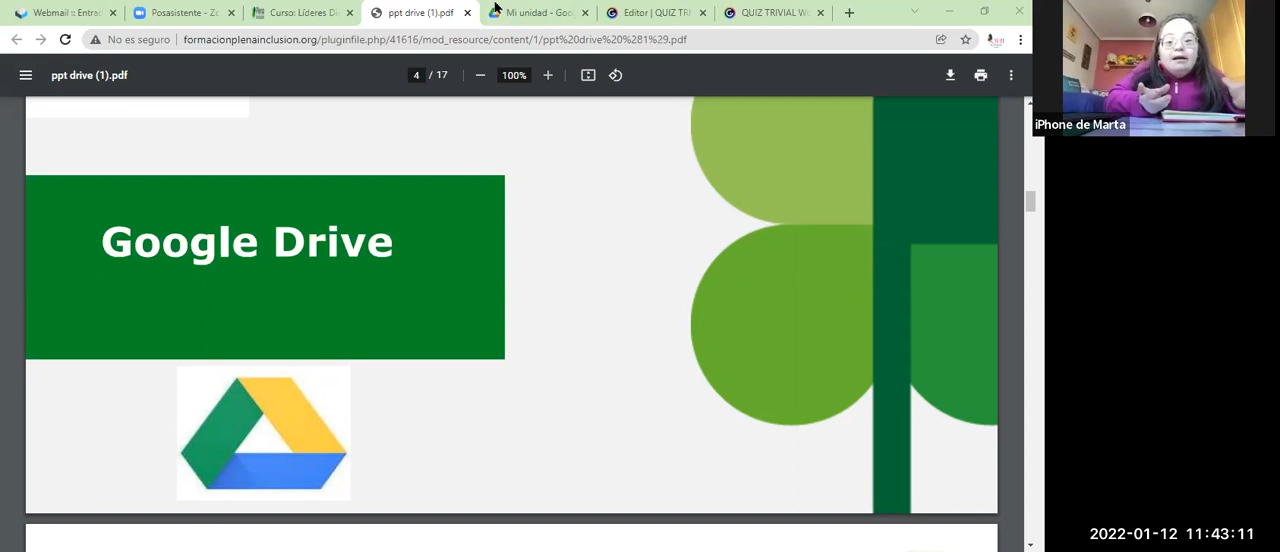 Webmail :: Entrad
Posasistente - Zo
Curso: Líderes Di
ppt drive (1).pdf
Mi unidad - Goog
Editor | QUIZ TRI
QUIZ TRIVIAL W
No es seguro
formacionplenainclusion.org/pluginfile.php/41616/mod_resource/content/1/ppt%20drive%20%281%29.pdf
ppt drive (1).pdf
4 / 17
100%
iPhone de Marta
Google Drive
2022-01-12 11:43:11